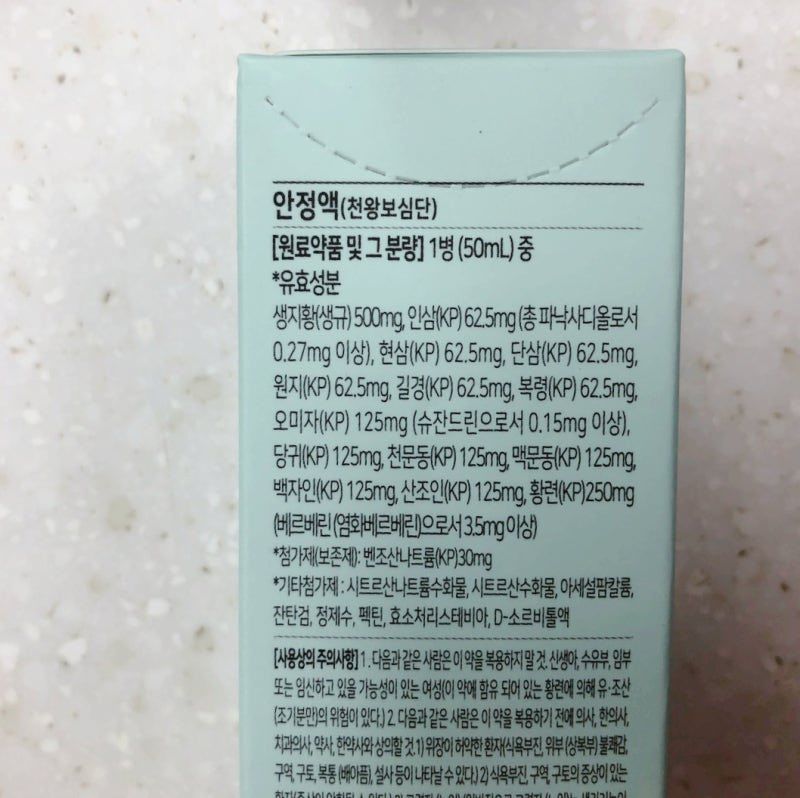 안정액(천왕보심단)
[원료약품 및 그 분량] 1병 (50mL) 중
*유효성분
생지황(생규) 500mg, 인삼(KP) 62.5mg (총 파낙사디올로서
0.27mg 이상), 현삼(KP) 62.5mg, 단삼(KP) 62.5mg,
원지(KP) 62.5mg, 길경(KP) 62.5mg, 복령(KP) 62.5mg,
오미자(KP) 125mg (슈잔드린으로서 0.15mg 이상),
당귀(KP) 125mg, 천문동(KP) 125mg, 맥문동(KP) 125mg,
백자인(KP) 125mg, 산조인(KP) 125mg, 황련(KP)250mg
(베르베린 (염화베르베린)으로서 3.5mg 이상)
*첨가제(보존제): 벤조산나트륨(KP)30mg
*기타첨가제 : 시트르산나트륨수화물, 시트르산수화물, 아세설팜칼륨,
잔탄검, 정제수, 펙틴, 효소처리스테비아, D-소르비톨액
[사용상의 주의사항] 1. 다음과 같은 사람은 이 약을 복용하지 말 것. 신생아, 수유부, 임부
또는 임신하고 있을 가능성이 있는 여성(이 약에 함유 되어 있는 황련에 의해 유·조산
(조기분만)의 위험이 있다.) 2. 다음과 같은 사람은 이 약을 복용하기 전에 의사, 한의사,
치과의사, 약사, 한약사와 상의할 것. 1) 위장이 허약한 환자(식욕부진, 위부 (상복부) 불쾌감,
구역, 구토, 복통 (배아픔), 설사 등이 나타날 수 있다.) 2) 식욕부진, 구역, 구토의 증상이 있는